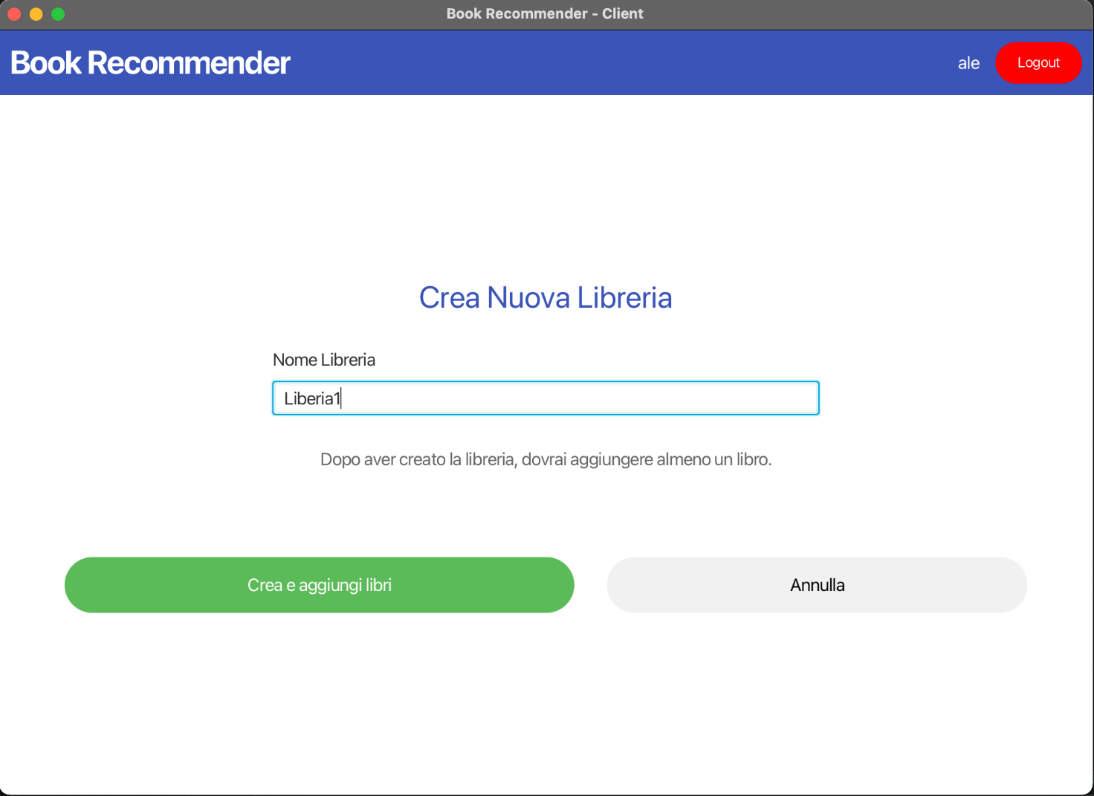 Book Recommender - Client
Book Recommender
ale
Logout
Crea Nuova Libreria
Nome Libreria
Liberia1
Dopo aver creato la libreria, dovrai aggiungere almeno un libro.
Crea e aggiungi libri
Annulla